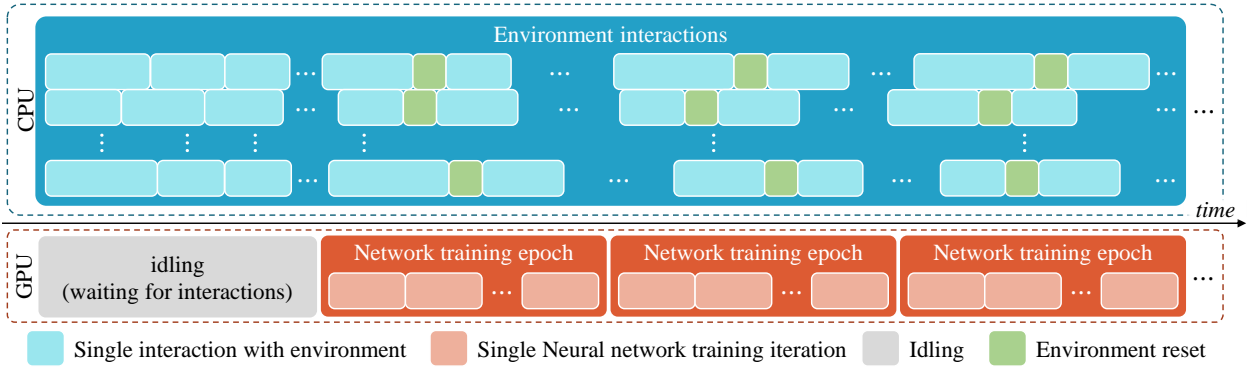 Environment interactions
CPU
... ... ... ...
... ... ... ... ...
... ... ... ... ... ...
... ... ... ...
time
GPU
idling
(waiting for interactions)
Network training epoch
...
Network training epoch
...
Network training epoch
...
...
Single interaction with environment
Single Neural network training iteration
Idling
Environment reset